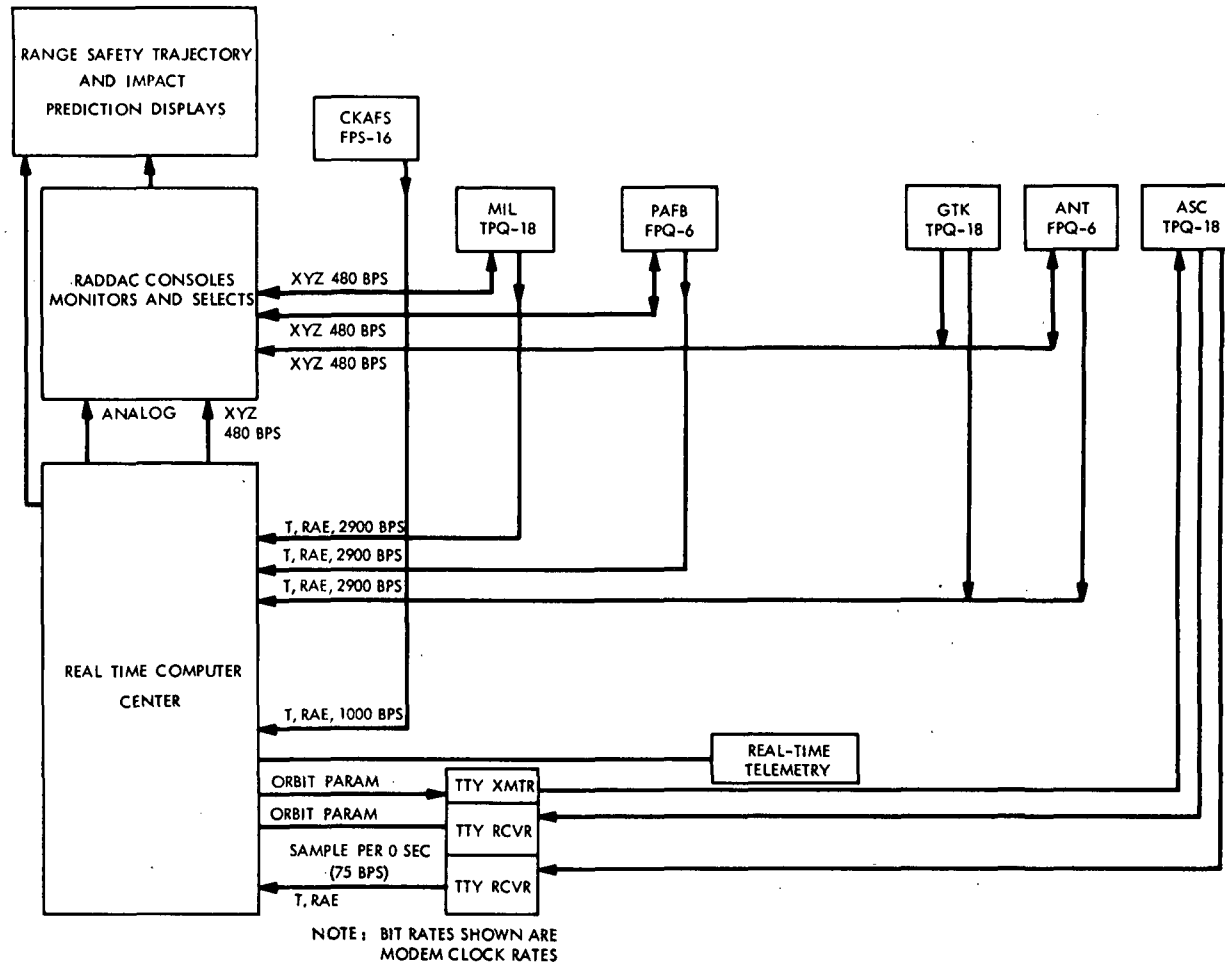 RANGE SAFETY TRAJECTORY
AND IMPACT
PREDICTION DISPLAYS
CKAFS
FPS-16
MIL
TPQ-18
PAFB
FPQ-6
GTK
TPQ-18
ANT
FPQ-6
ASC
TPQ-18
RADDAC CONSOLES
MONITORS AND SELECTS
XYZ 480 BPS
XYZ 480 BPS
XYZ 480 BPS
ANALOG
XYZ
480 BPS
T, RAE, 2900 BPS
T, RAE, 2900 BPS
T, RAE, 2900 BPS
REAL TIME COMPUTER
CENTER
T, RAE, 1000 BPS
REAL-TIME
TELEMETRY
ORBIT PARAM
TTY XMTR
ORBIT PARAM
TTY RCVR
SAMPLE PER 0 SEC
(75 BPS)
TTY RCVR
T, RAE
NOTE: BIT RATES SHOWN ARE
MODEM CLOCK RATES